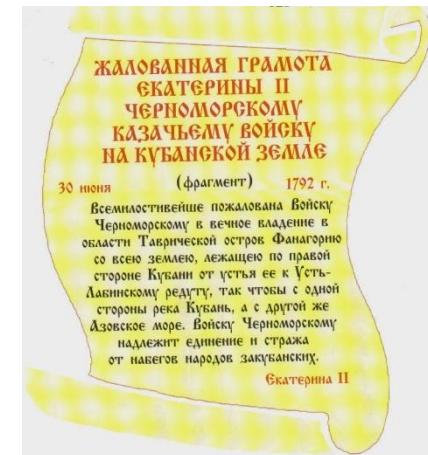 ЖАЛОВАННАЯ ГРАМОТА
ЕКАТЕРИНЫ II
ЧЕРНОМОРСКОМУ
КАЗАЧЬЕМУ ВОЙСКУ
НА КУБАНСКОЙ ЗЕМЛЕ
30 июня (фрагмент) 1792 г.
Всемилостивейше пожалована Войску
Черноморскому в вечное владение в
области Таврической остров Фанагорию
со всею землею, лежащею по правой
стороне Кубани от устья ее к Усть-
Лабинскому редуту, так чтобы с одной
стороны река Кубань, а с другой же
Азовское море. Войску Черноморскому
надлежит единение и стража
от набегов народов закубанских.
Екатерина II